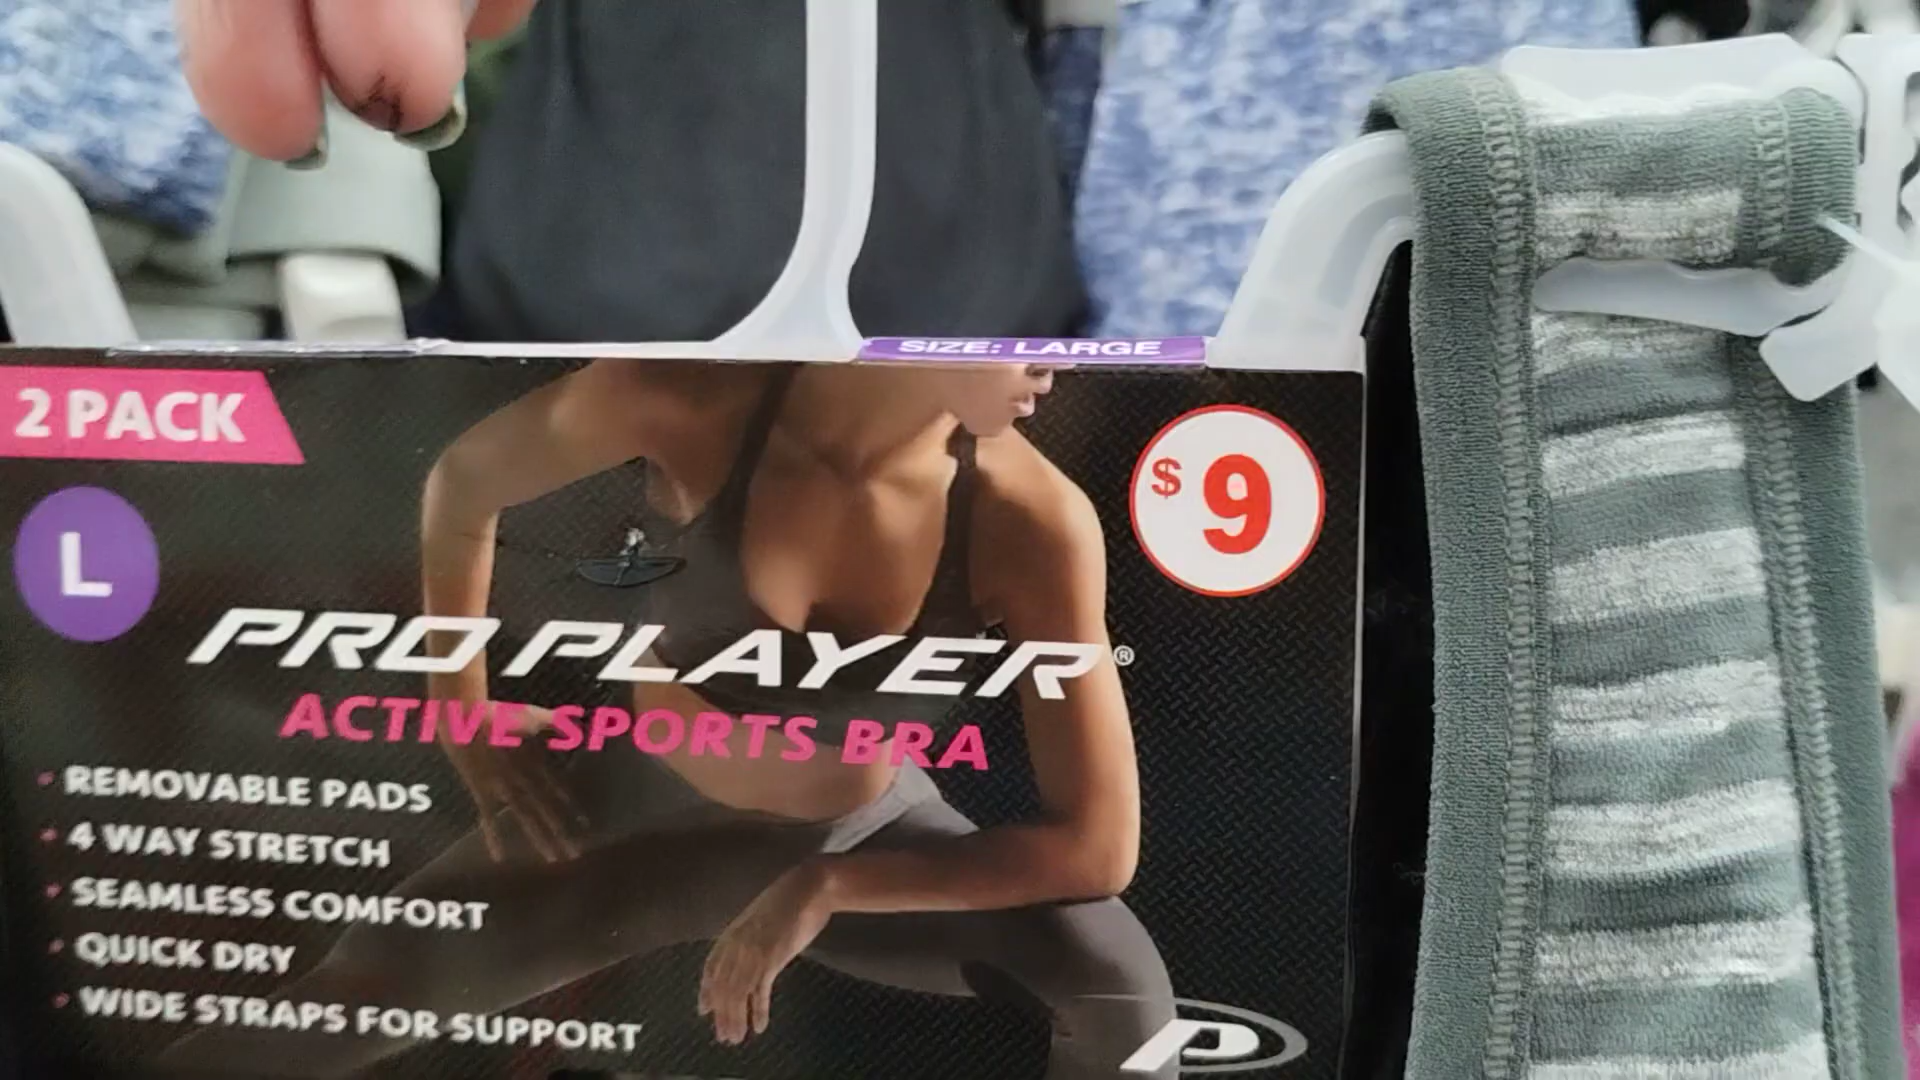 SIZE: LARGE
2 PACK
$9
L
PRO PLAYER®
ACTIVE SPORTS BRA
• REMOVABLE PADS
• 4 WAY STRETCH
• SEAMLESS COMFORT
• QUICK DRY
• WIDE STRAPS FOR SUPPORT
P